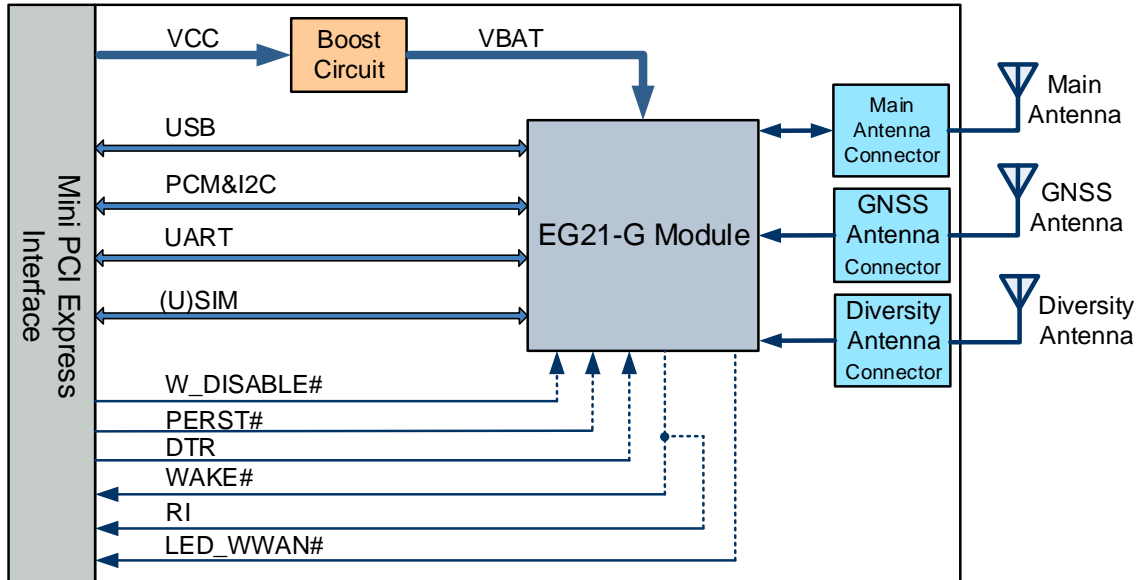 Mini PCI Express
Interface
VCC
Boost
Circuit
VBAT
USB
PCM&I2C
UART
(U)SIM
W_DISABLE#
PERST#
DTR
WAKE#
RI
LED_WWAN#
EG21-G Module
Main
Antenna
Connector
GNSS
Antenna
Connector
Diversity
Antenna
Connector
Main
Antenna
GNSS
Antenna
Diversity
Antenna